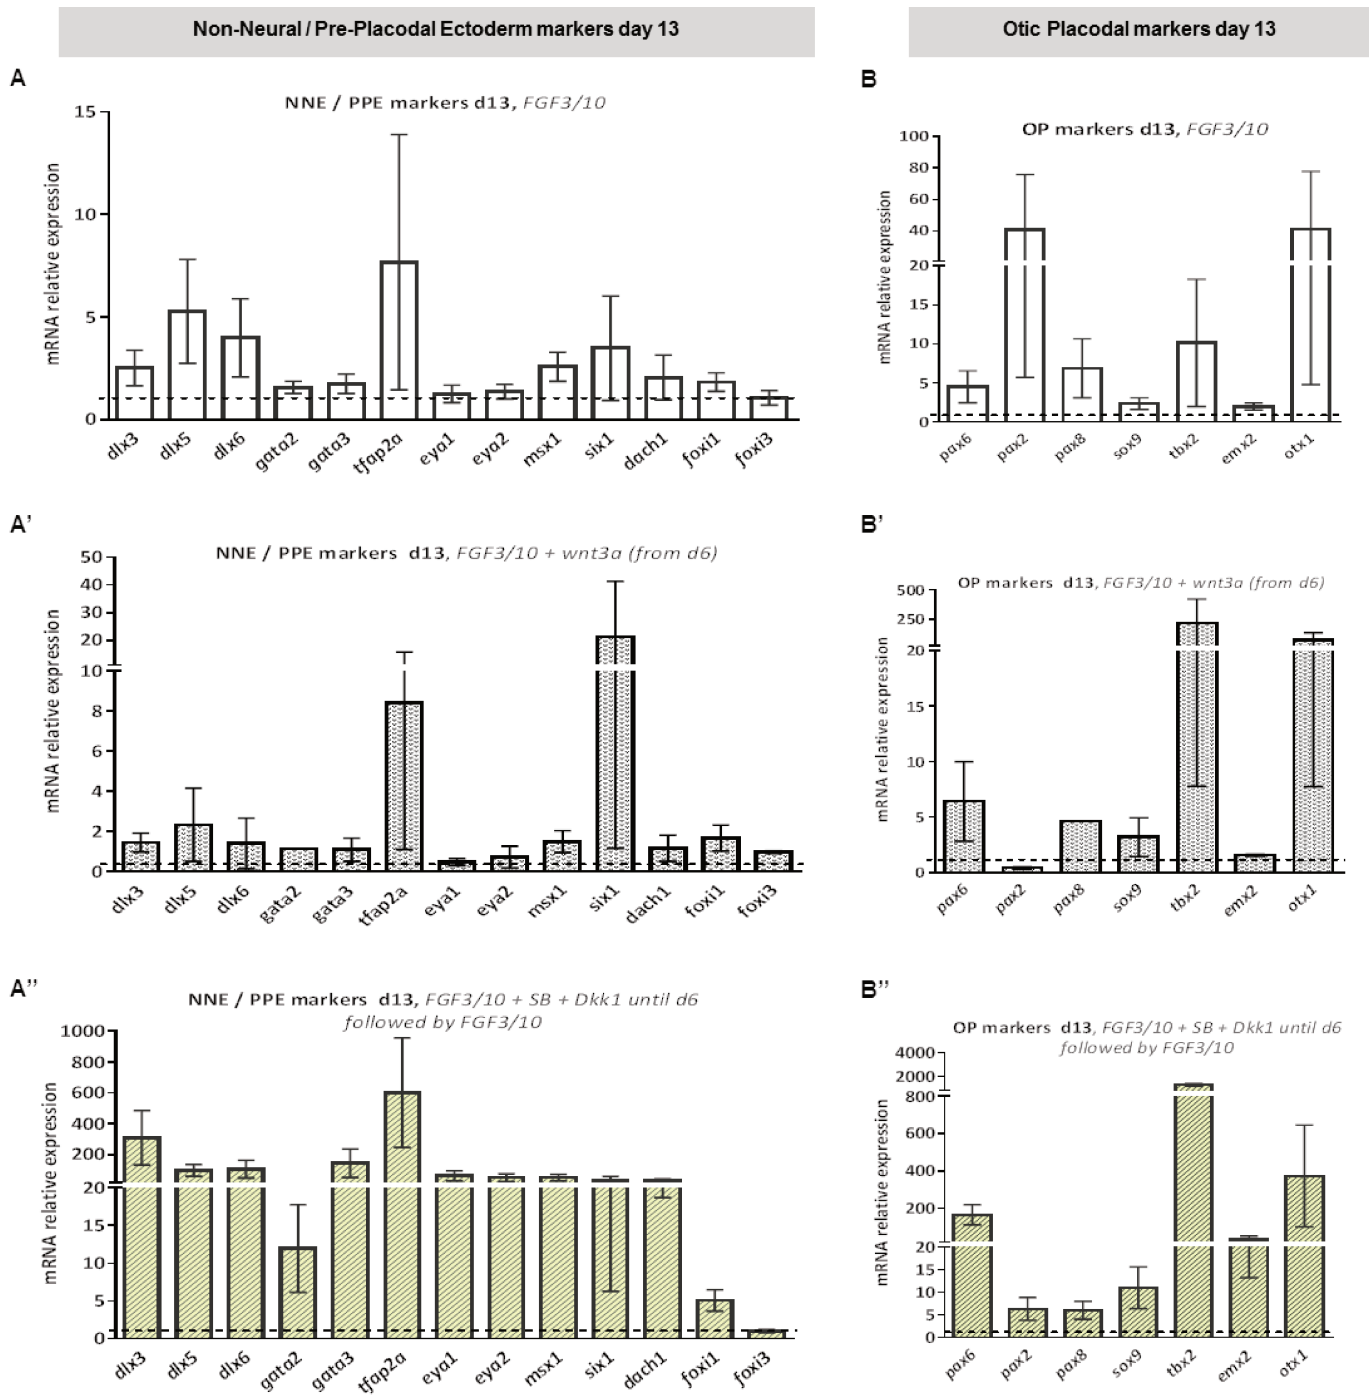 Non-Neural / Pre-Placodal Ectoderm markers day 13
Otic Placodal markers day 13
A
NNE / PPE markers d13, FGF3/10
mRNA relative expression
15
10
5
0
dlx3 dlx5 dlx6 gata2 gata3 tfap2a eya1 eya2 msx1 six1 dach1 foxi1 foxi3
B
OP markers d13, FGF3/10
mRNA relative expression
100
80
60
40
20
15
10
5
0
pax6 pax2 pax8 sox9 tbx2 emx2 otx1
A’
NNE / PPE markers d13, FGF3/10 + wnt3a (from d6)
mRNA relative expression
50
40
30
20
10
8
6
4
2
0
dlx3 dlx5 dlx6 gata2 gata3 tfap2a eya1 eya2 msx1 six1 dach1 foxi1 foxi3
B’
OP markers d13, FGF3/10 + wnt3a (from d6)
mRNA relative expression
500
250
20
15
10
5
0
pax6 pax2 pax8 sox9 tbx2 emx2 otx1
A’’
NNE / PPE markers d13, FGF3/10 + SB + Dkk1 until d6
followed by FGF3/10
mRNA relative expression
1000
800
600
400
200
20
15
10
5
0
dlx3 dlx5 dlx6 gata2 gata3 tfap2a eya1 eya2 msx1 six1 dach1 foxi1 foxi3
B’’
OP markers d13, FGF3/10 + SB + Dkk1 until d6
followed by FGF3/10
mRNA relative expression
4000
2000
800
600
400
200
20
15
10
5
0
pax6 pax2 pax8 sox9 tbx2 emx2 otx1